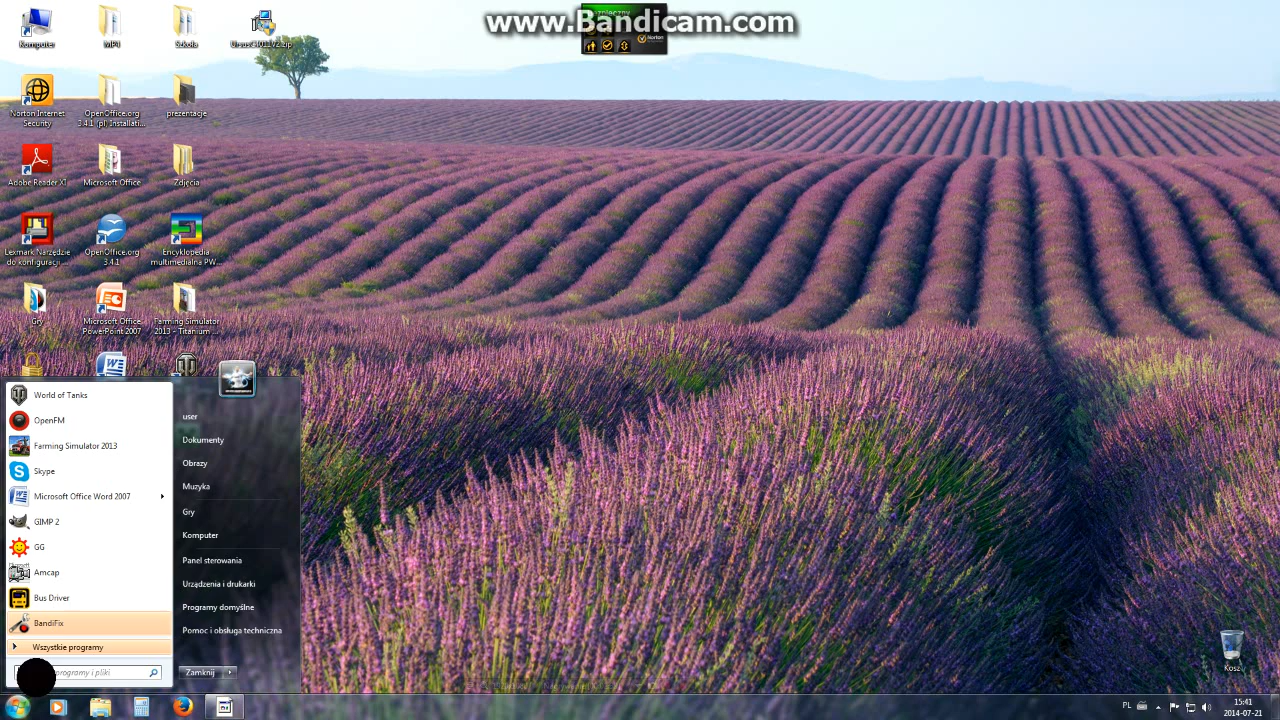 www.Bandicam.com
Komputer
MP4
Szkoła
Norton
Norton Internet
Security
OpenOffice.org
3.4.1 (pl) Installati...
prezentacje
Adobe Reader XI
Microsoft Office
Zdjęcia
Lexmark Narzędzie
do konfiguracji ...
OpenOffice.org
3.4.1
Encyklopedia
multimedialna PW...
Gry
Microsoft Office
PowerPoint 2007
Farming Simulator
2013 - Titanium ...
World of Tanks
OpenFM
Farming Simulator 2013
Skype
Microsoft Office Word 2007
GIMP 2
GG
Amcap
Bus Driver
BandiFix
Wszystkie programy
programy i pliki
user
Dokumenty
Obrazy
Muzyka
Gry
Komputer
Panel sterowania
Urządzenia i drukarki
Programy domyślne
Pomoc i obsługa techniczna
Zamknij
Kosz
PL
15:41
2014-07-21